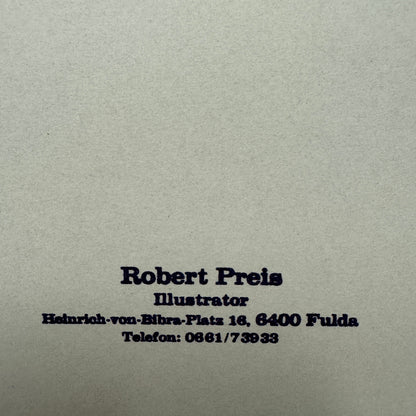 Robert Preis
Illustrator
Heinrich-von-Bibra-Platz 16, 6400 Fulda
Telefon: 0661/73933